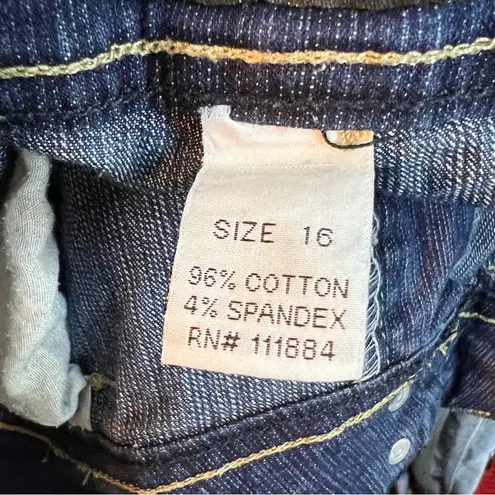 SIZE 16
96% COTTON
4% SPANDEX
RN# 111884